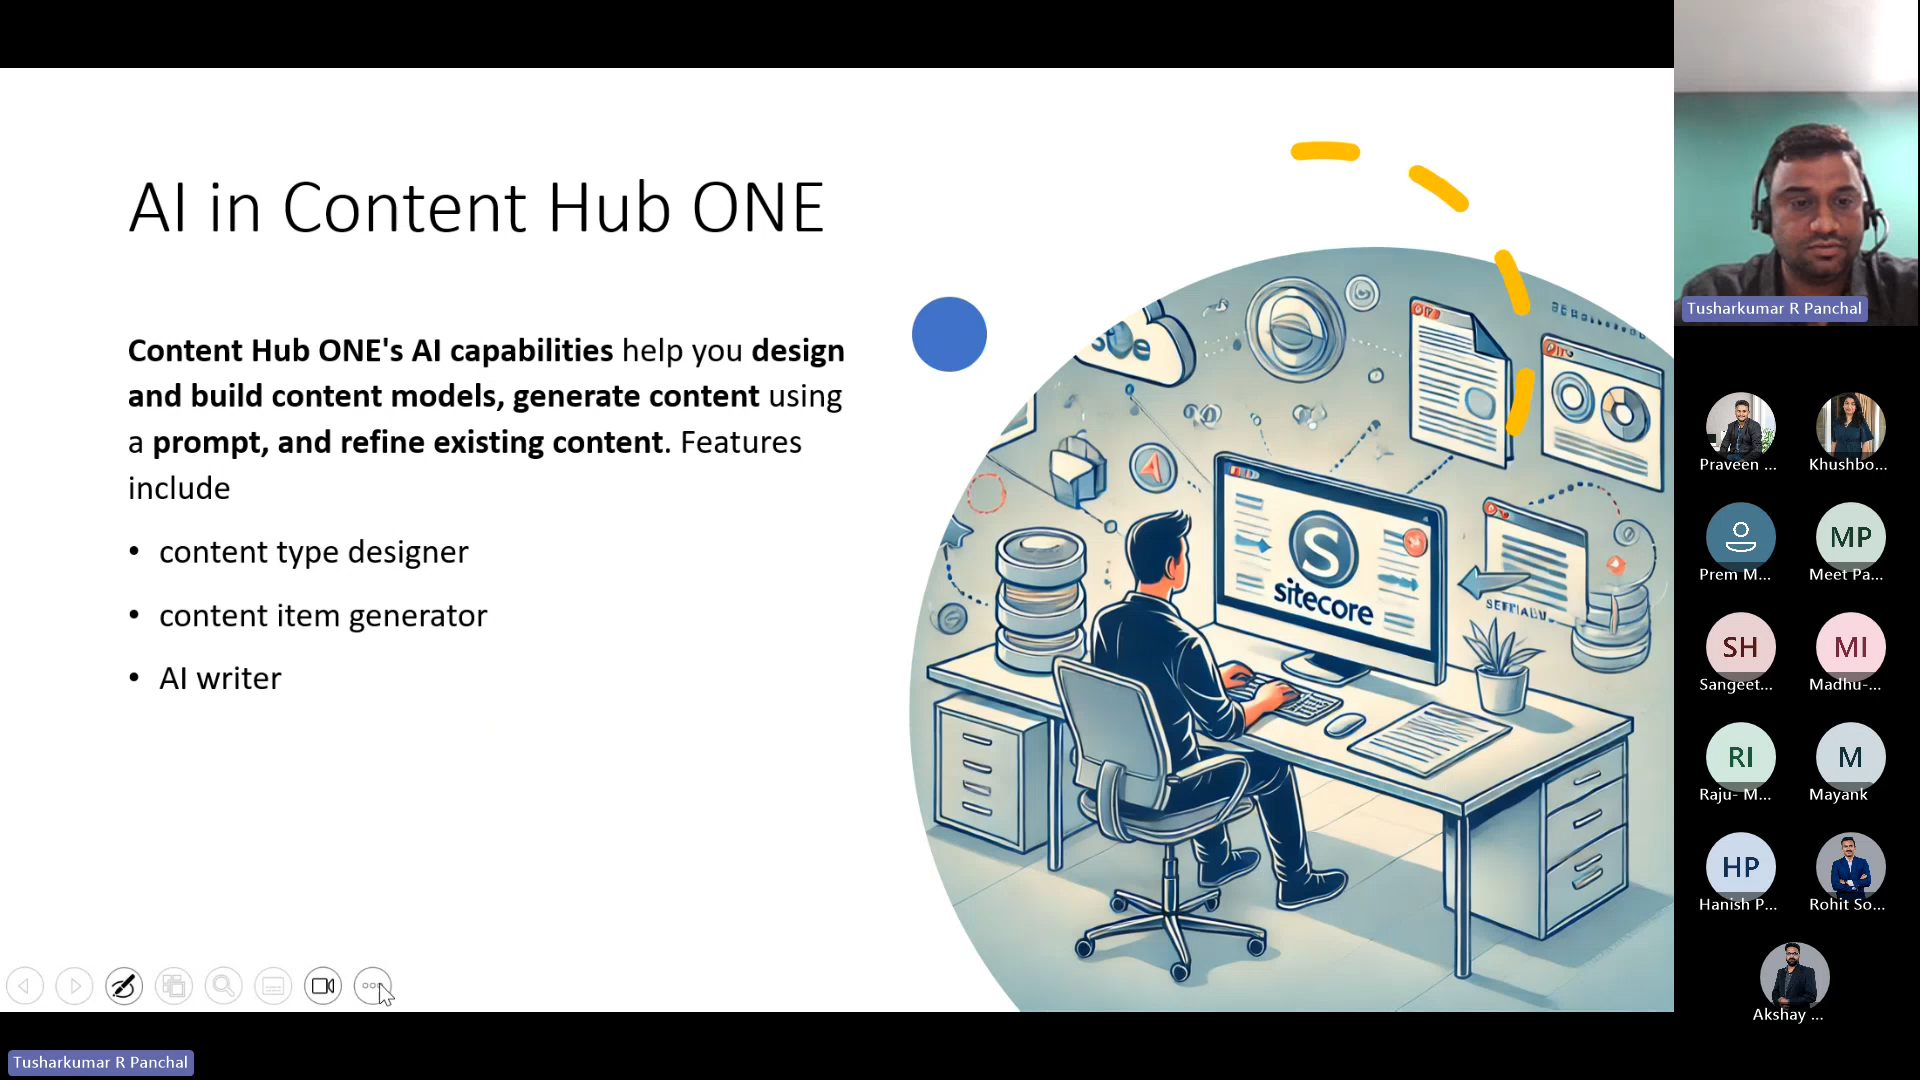 AI in Content Hub ONE
Content Hub ONE's AI capabilities help you design
and build content models, generate content using
a prompt, and refine existing content. Features
include
• content type designer
• content item generator
• AI writer
S
sitecore
Tusharkumar R Panchal
Praveen ...
Khushbo...
Prem M...
MP
Meet Pa...
SH
Sangeet...
MI
Madhu-...
RI
Raju- M...
M
Mayank
HP
Hanish P...
Rohit So...
Akshay ...
Tusharkumar R Panchal